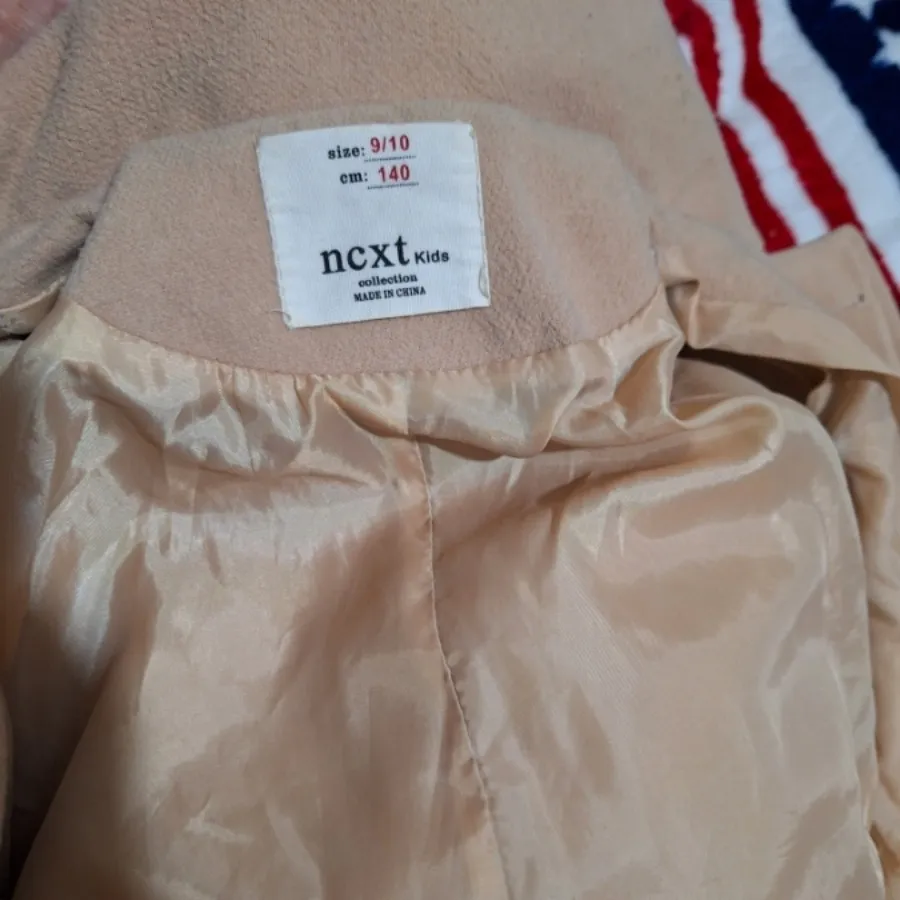 size: 9/10
cm: 140
ncxt Kids
collection
MADE IN CHINA